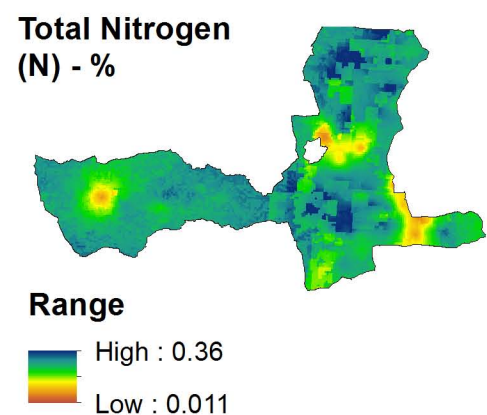 Total Nitrogen
(N) - %
Range
High : 0.36
Low : 0.011